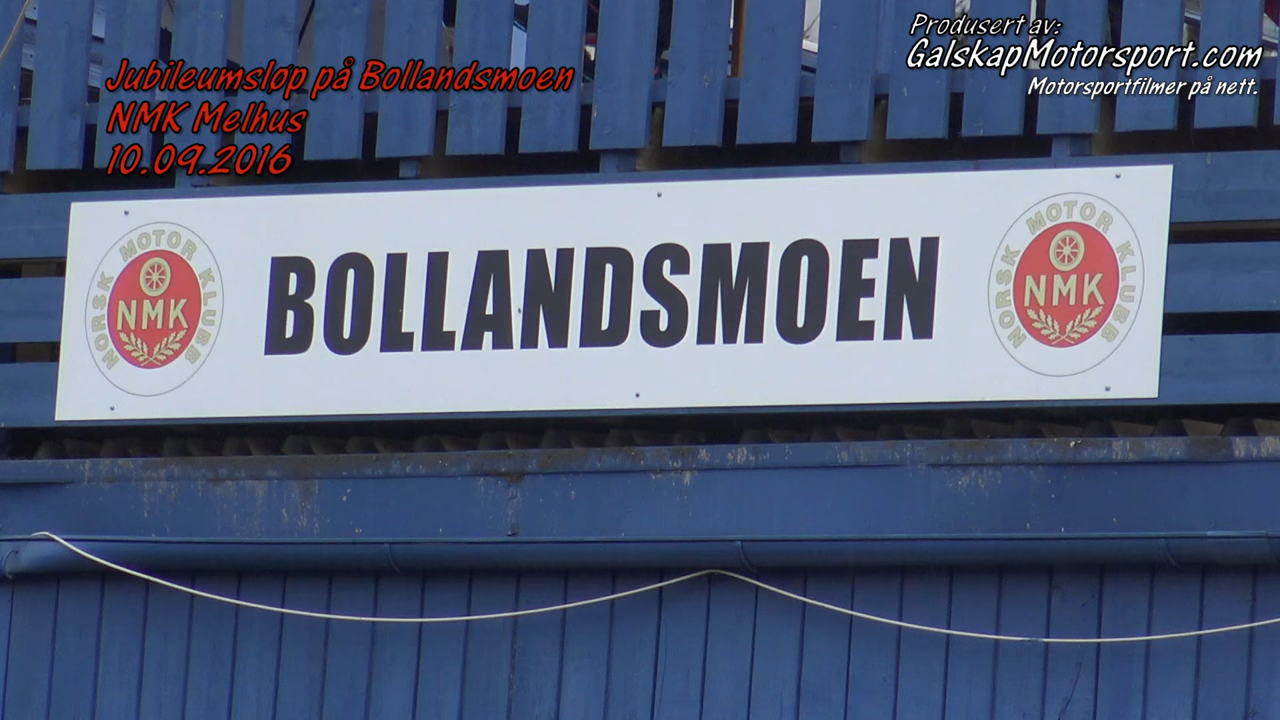 Jubileumsløp på Bollandsmoen
NMK Melhus
10.09.2016
Produsert av:
GalskapMotorsport.com
Motorsportfilmer på nett.
NORSK MOTOR KLUBB
NMK
BOLLANDSMOEN
NORSK MOTOR KLUBB
NMK